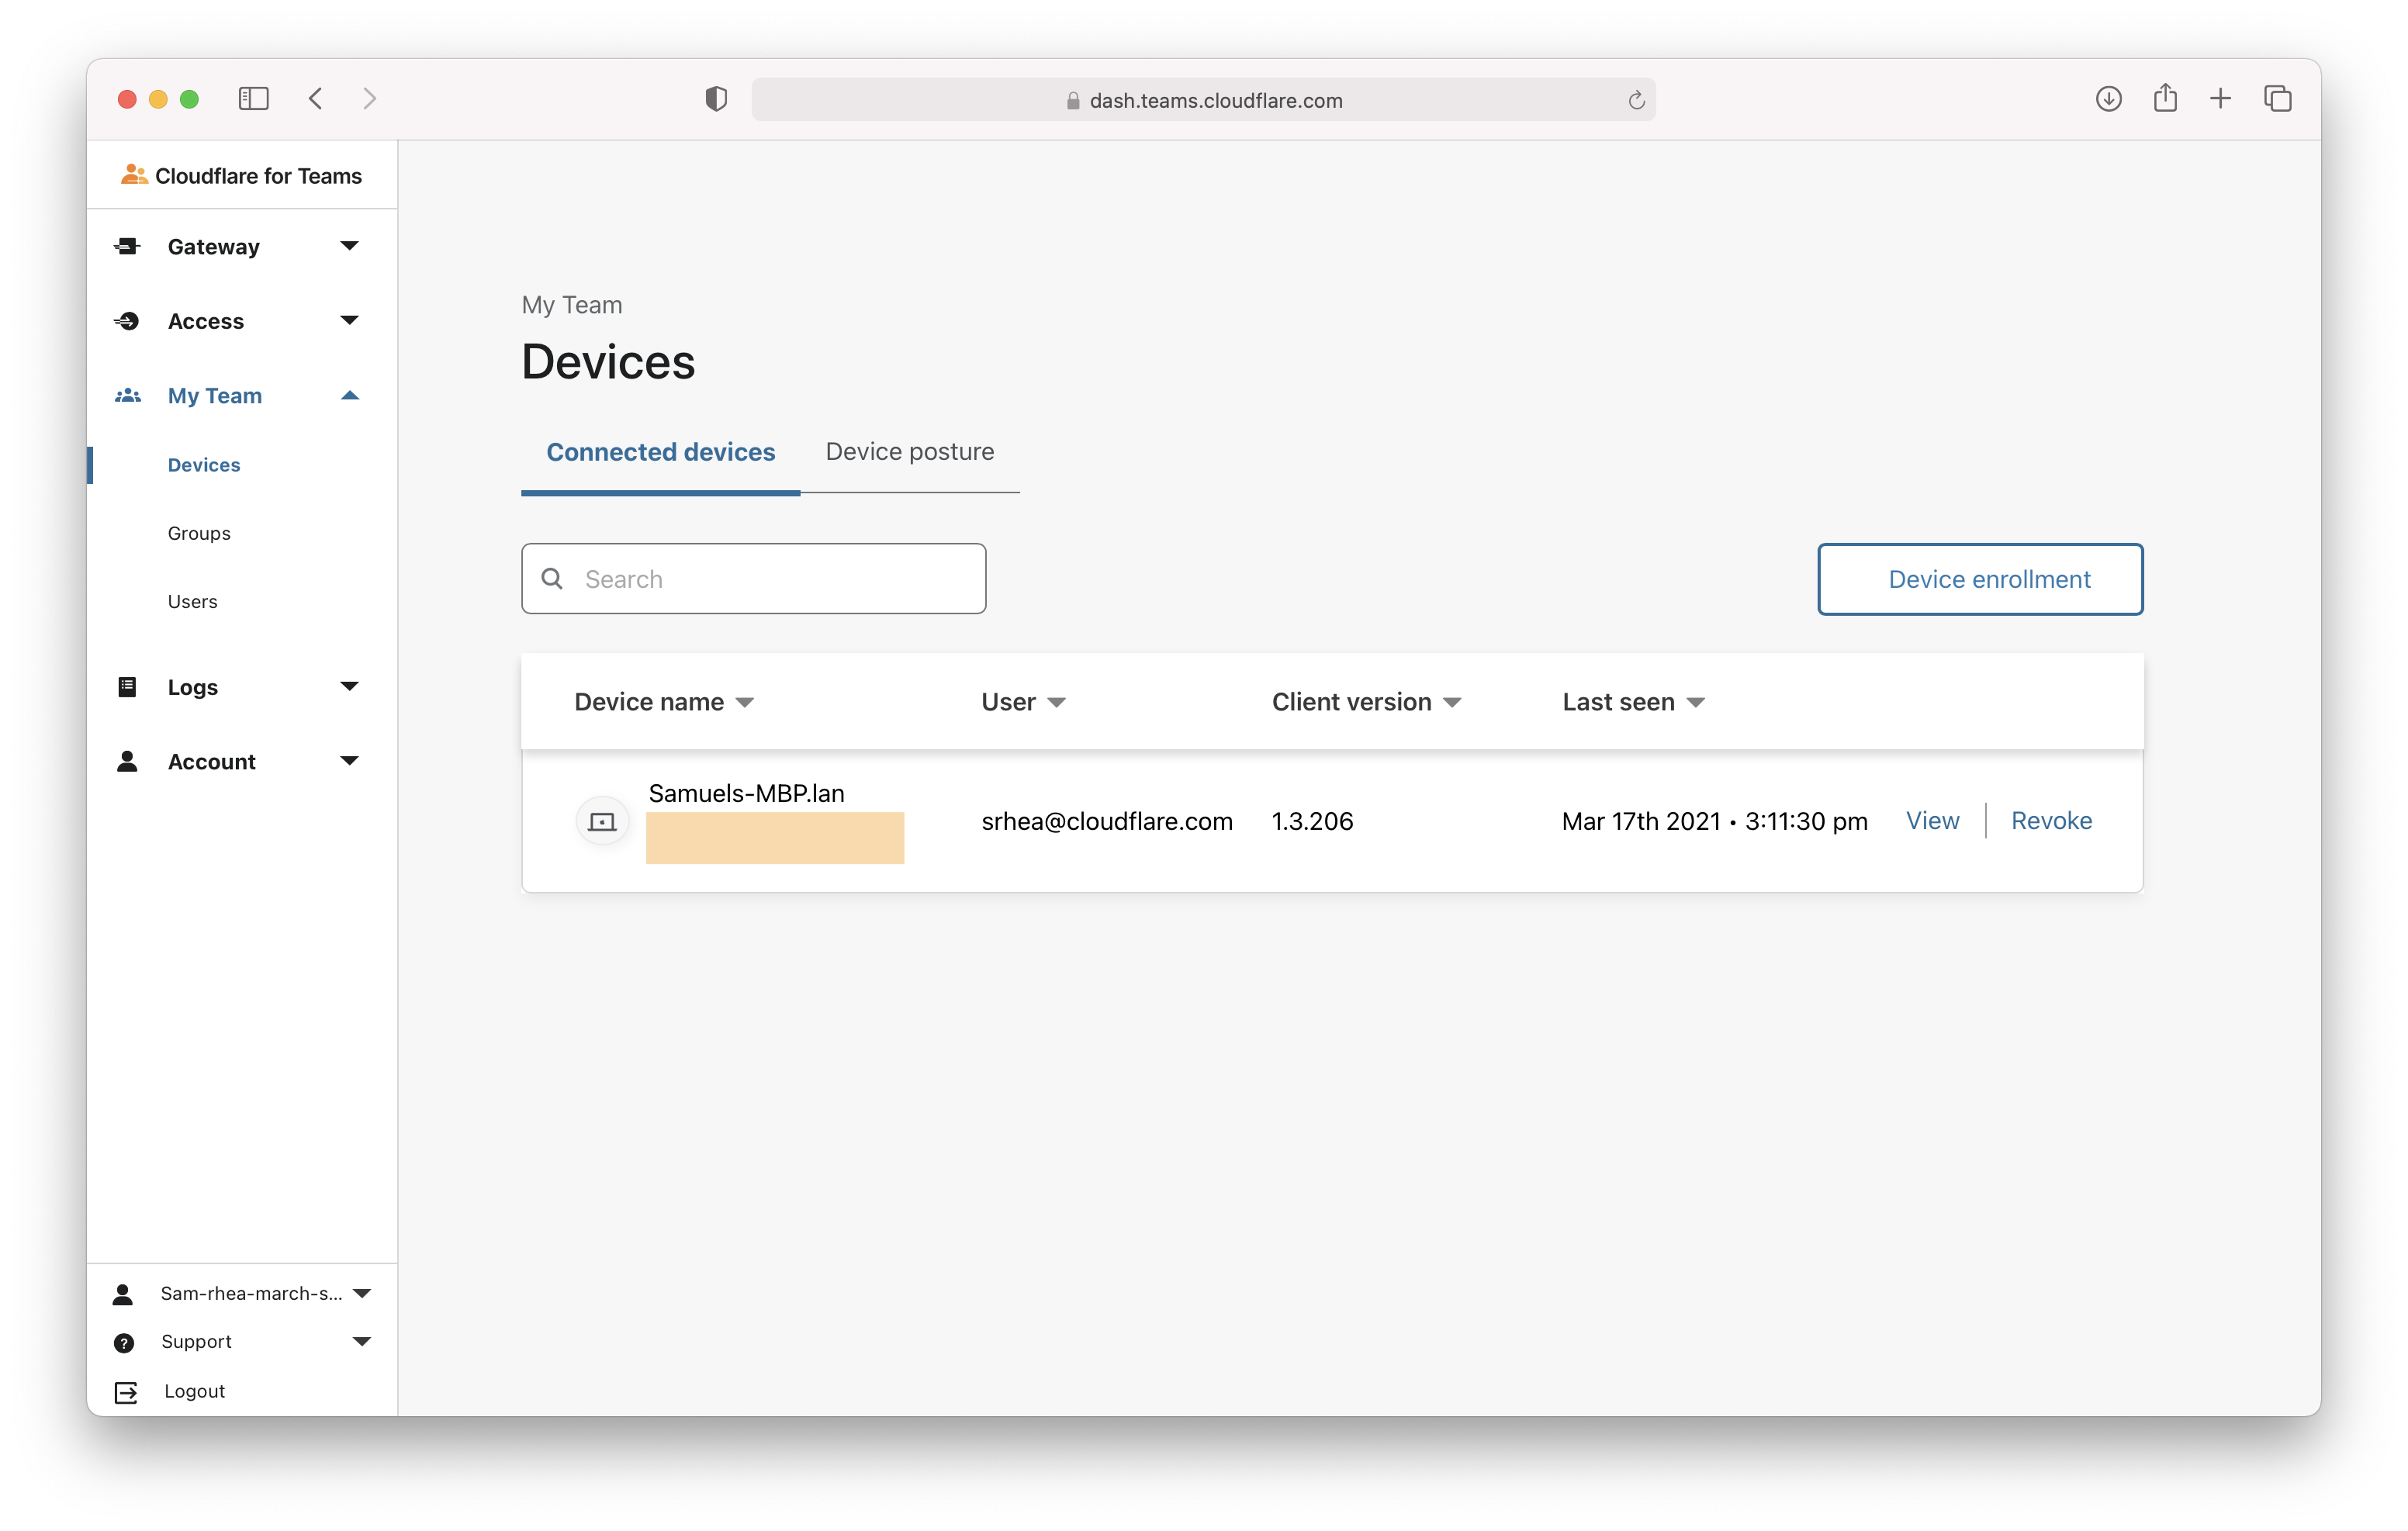 dash.teams.cloudflare.com
Cloudflare for Teams
Gateway
Access
My Team
Devices
Groups
Users
Logs
Account
Sam-rhea-march-s...
Support
Logout
My Team
Devices
Connected devices Device posture
Search
Device enrollment
Device name User Client version Last seen
Samuels-MBP.lan
srhea@cloudflare.com 1.3.206 Mar 17th 2021 • 3:11:30 pm View Revoke